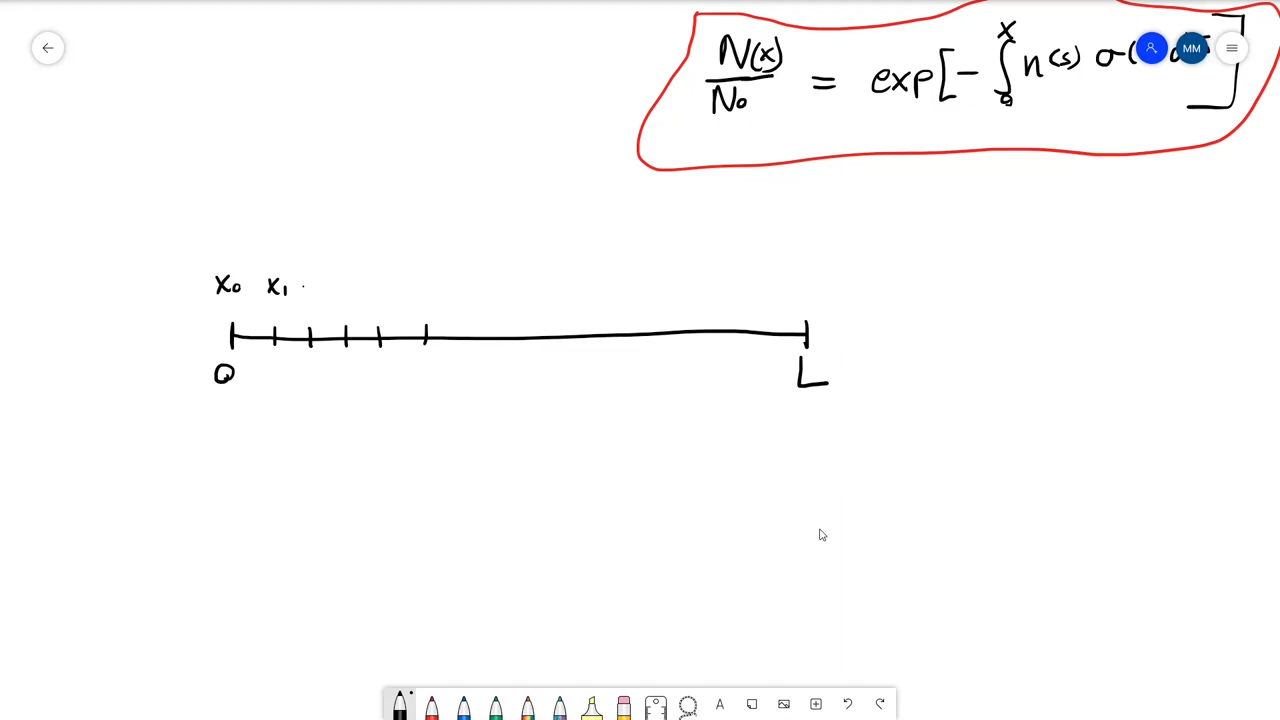 N(x)/N₀ = exp[- ∫₀ˣ n(s) σ(
MM
x₀ x₁
0 L
A